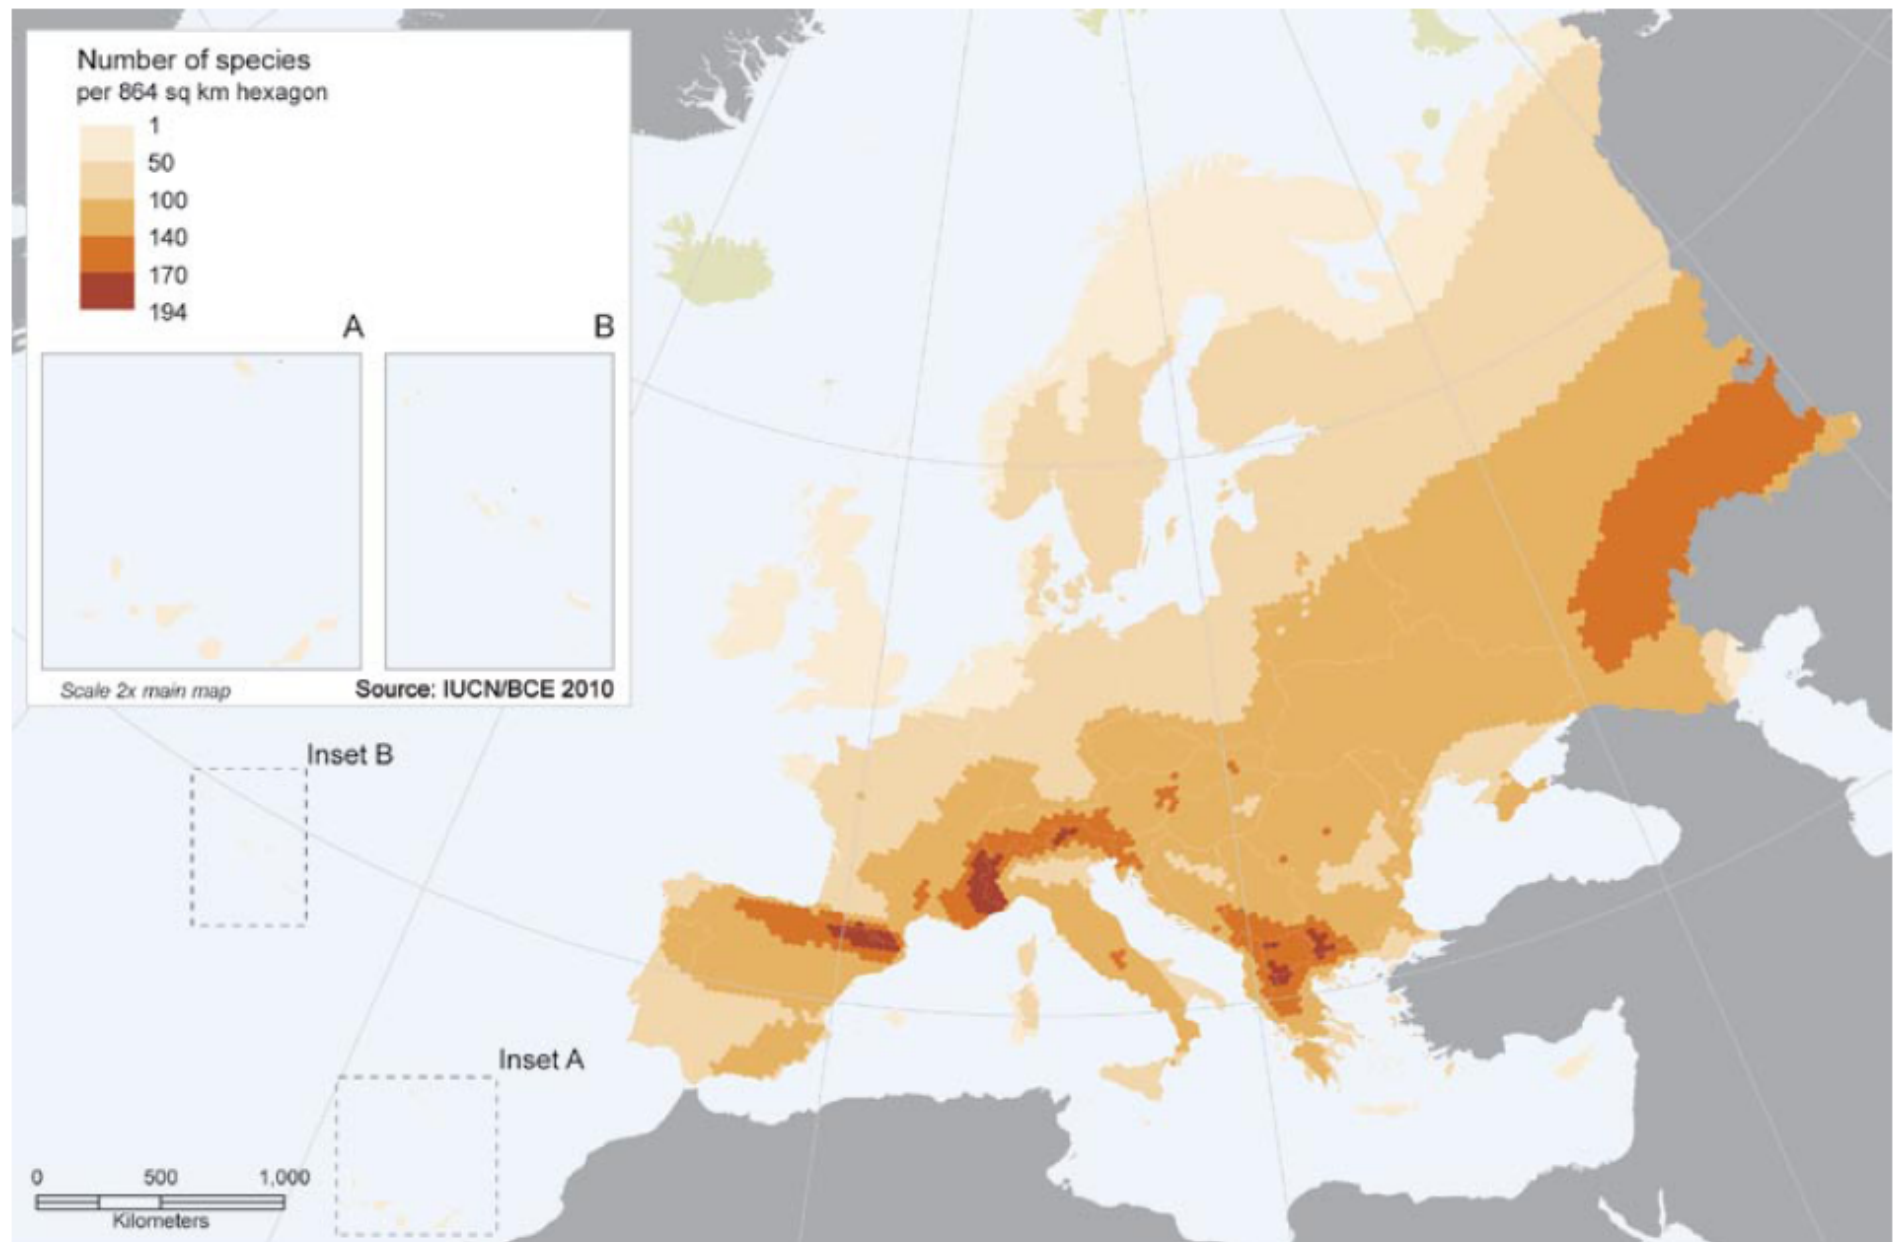 Number of species
per 864 sq km hexagon
1
50
100
140
170
194
A
B
Scale 2x main map
Source: IUCN/BCE 2010
Inset B
Inset A
0 500 1,000
Kilometers